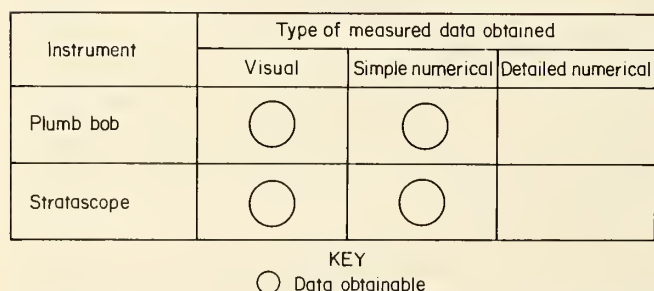 Instrument
Type of measured data obtained
Visual
Simple numerical
Detailed numerical
Plumb bob
Stratascope
KEY
Data obtainable